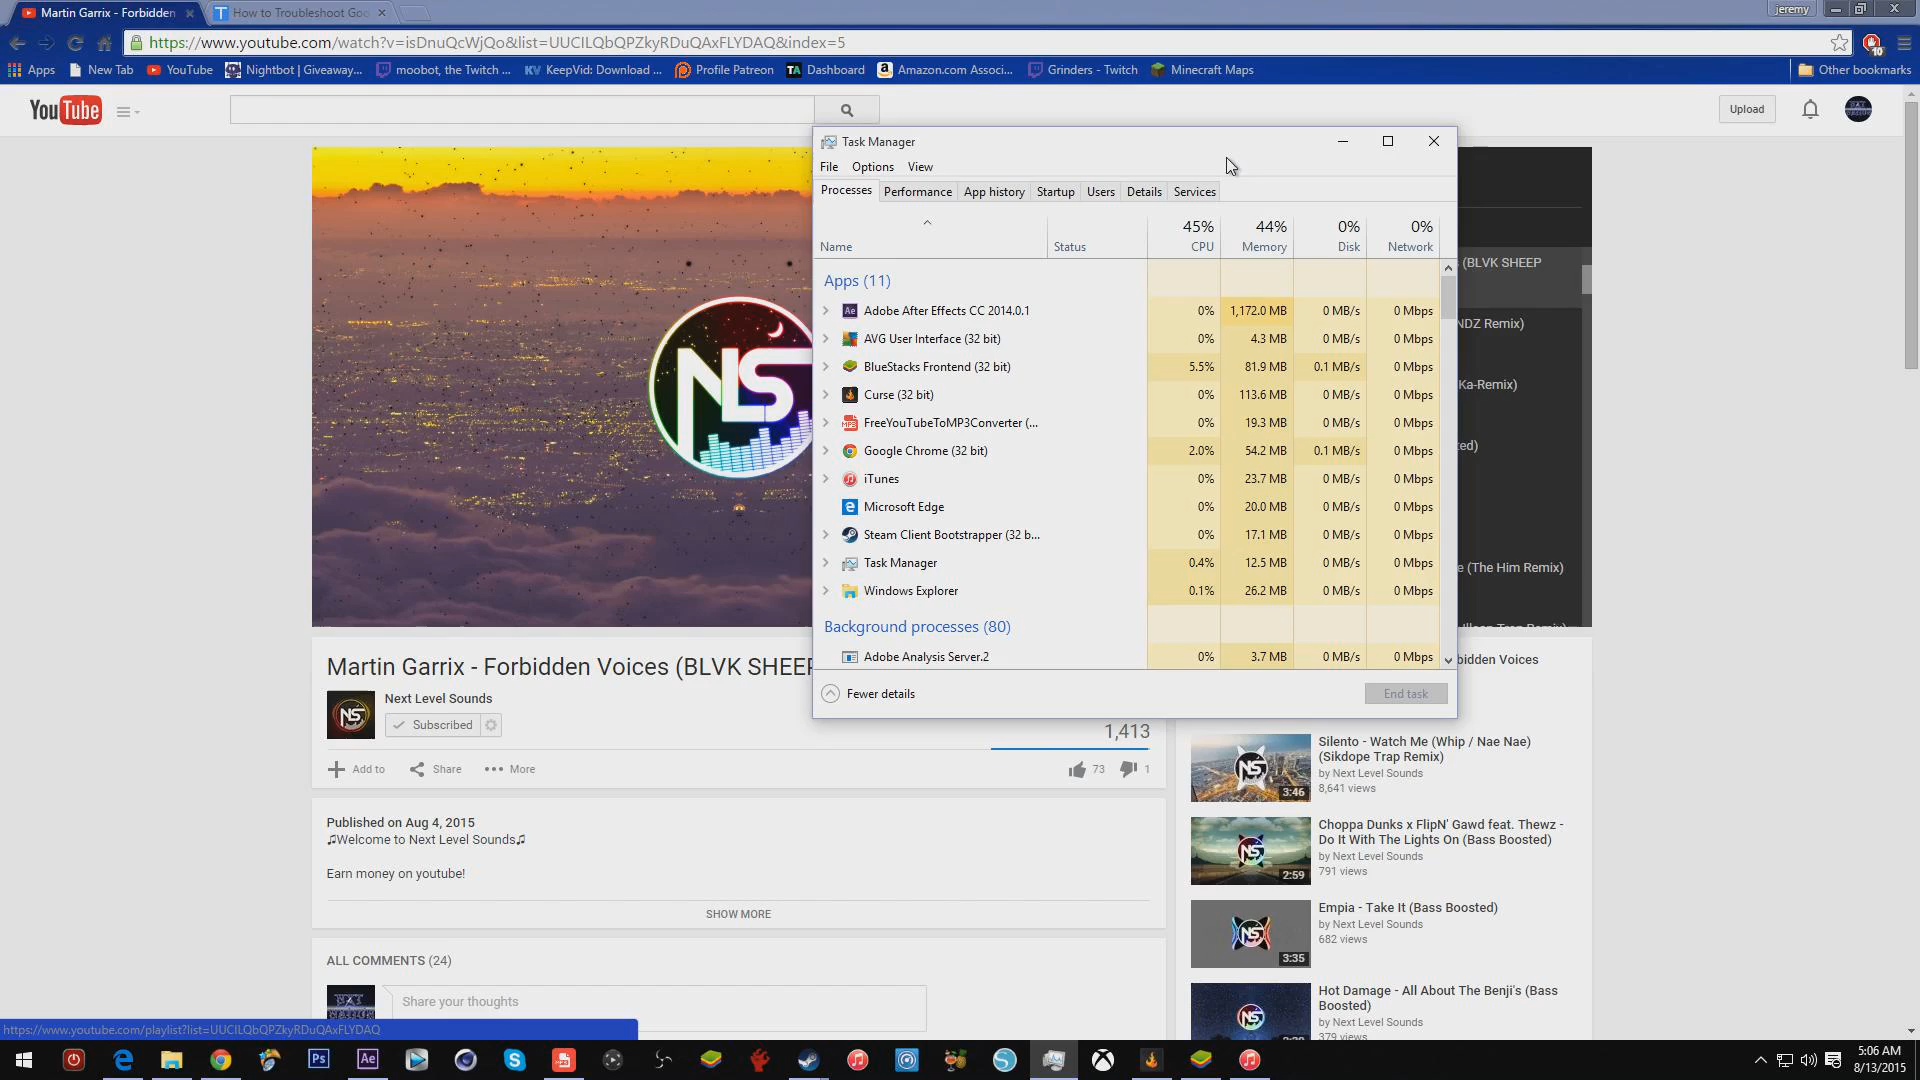 Martin Garrix - Forbidden
How to Troubleshoot Goo
jeremy
https://www.youtube.com/watch?v=isDnuQcWjQo&list=UUCILQbQPZkyRDuQAxFLYDAQ&index=5
10
Apps
New Tab
YouTube
Nightbot | Giveaway...
moobot, the Twitch ...
KV KeepVid: Download ...
Profile Patreon
TA Dashboard
Amazon.com Associ...
Grinders - Twitch
Minecraft Maps
Other bookmarks
YouTube
Upload
Task Manager
File Options View
Processes Performance App history Startup Users Details Services
45% 44% 0% 0%
Name Status CPU Memory Disk Network
Apps (11)
Adobe After Effects CC 2014.0.1 0% 1,172.0 MB 0 MB/s 0 Mbps
AVG User Interface (32 bit) 0% 4.3 MB 0 MB/s 0 Mbps
BlueStacks Frontend (32 bit) 5.5% 81.9 MB 0.1 MB/s 0 Mbps
Curse (32 bit) 0% 113.6 MB 0 MB/s 0 Mbps
FreeYouTubeToMP3Converter (... 0% 19.3 MB 0 MB/s 0 Mbps
Google Chrome (32 bit) 2.0% 54.2 MB 0.1 MB/s 0 Mbps
iTunes 0% 23.7 MB 0 MB/s 0 Mbps
Microsoft Edge 0% 20.0 MB 0 MB/s 0 Mbps
Steam Client Bootstrapper (32 b... 0% 17.1 MB 0 MB/s 0 Mbps
Task Manager 0.4% 12.5 MB 0 MB/s 0 Mbps
Windows Explorer 0.1% 26.2 MB 0 MB/s 0 Mbps
Background processes (80)
Adobe Analysis Server.2 0% 3.7 MB 0 MB/s 0 Mbps
Fewer details
End task
NS
(BLVK SHEEP
NDZ Remix)
Ka-Remix)
ted)
e (The Him Remix)
bidden Voices
Martin Garrix - Forbidden Voices (BLVK SHEEP
Next Level Sounds
Subscribed
1,413
Add to
Share
More
73
1
Published on Aug 4, 2015
♫Welcome to Next Level Sounds♫
Earn money on youtube!
SHOW MORE
ALL COMMENTS (24)
Share your thoughts
https://www.youtube.com/playlist?list=UUCILQbQPZkyRDuQAxFLYDAQ
Silento - Watch Me (Whip / Nae Nae)
(Sikdope Trap Remix)
by Next Level Sounds
8,641 views
3:46
Choppa Dunks x FlipN' Gawd feat. Thewz -
Do It With The Lights On (Bass Boosted)
by Next Level Sounds
791 views
2:59
Empia - Take It (Bass Boosted)
by Next Level Sounds
682 views
3:35
Hot Damage - All About The Benji's (Bass
Boosted)
by Next Level Sounds
379 views
Ps
Ae
5:06 AM
8/13/2015